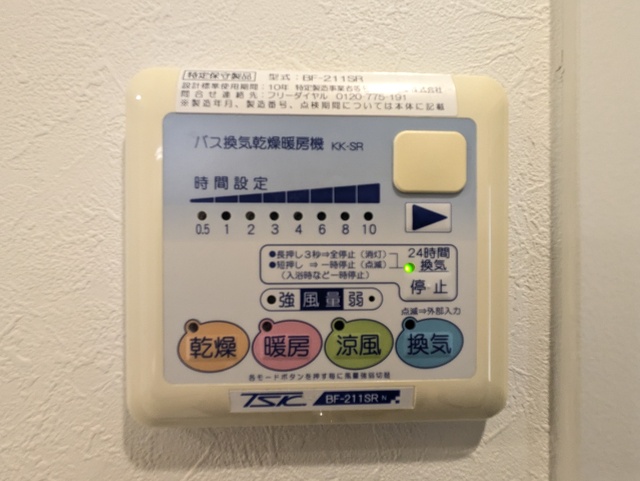 特定保守製品 型式：BF-211SR
設計標準使用期間：10年 特定製造事業者名
問合せ連絡先：フリーダイヤル 0120-775-191
※製造年月、製造番号、点検期間については本体に記載
バス換気乾燥暖房機 KK-SR
時間設定
0.5 1 2 3 4 6 8 10
●長押し3秒⇒全停止（消灯）
●短押し ⇒ 一時停止（点滅）
（入浴時など一時停止）
24時間
換気
停止
強 風量 弱
点滅⇒外部入力
乾燥 暖房 涼風 換気
各モードボタンを押す毎に風量強弱切替
TSK BF-211SR N